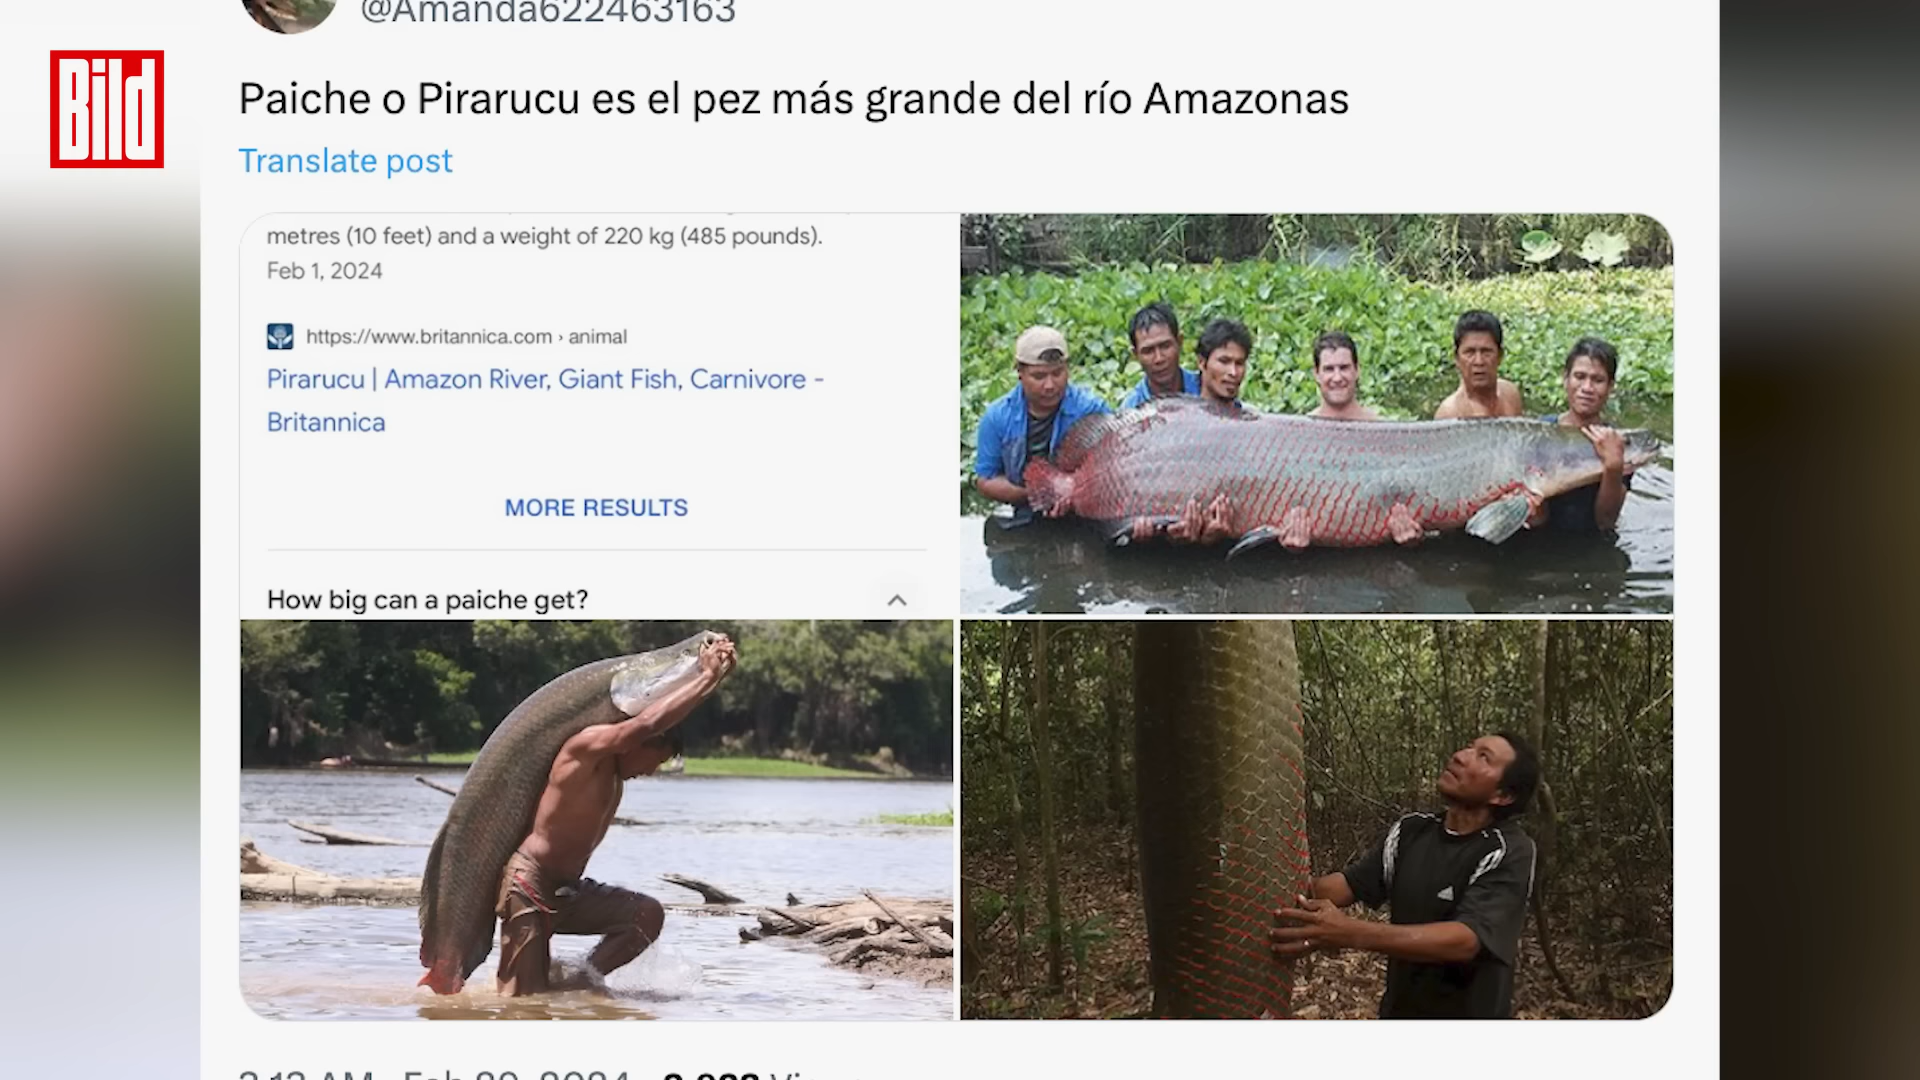 @Amanda622463163
Bild
Paiche o Pirarucu es el pez más grande del río Amazonas
Translate post
metres (10 feet) and a weight of 220 kg (485 pounds).
Feb 1, 2024
https://www.britannica.com › animal
Pirarucu | Amazon River, Giant Fish, Carnivore -
Britannica
MORE RESULTS
How big can a paiche get?